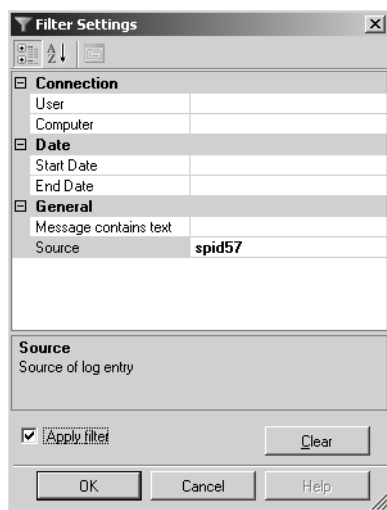 Filter Settings
Connection
User
Computer
Date
Start Date
End Date
General
Message contains text
Source spid57
Source
Source of log entry
Apply filter
Clear
OK Cancel Help